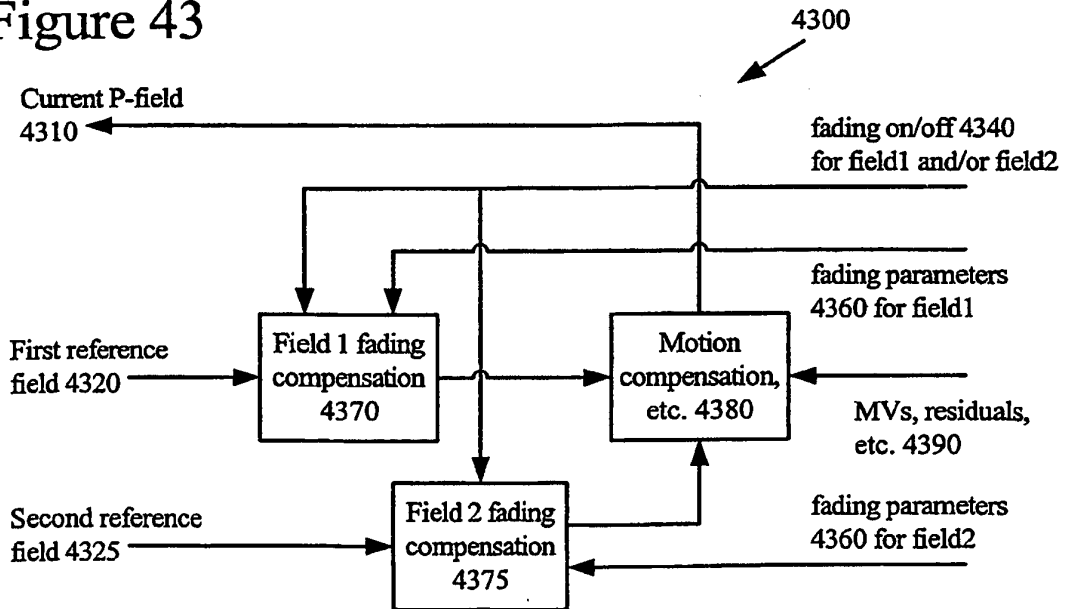 Figure 43
4300
Current P-field
4310
fading on/off 4340
for field1 and/or field2
fading parameters
4360 for field1
First reference
field 4320
Field 1 fading
compensation
4370
Motion
compensation,
etc. 4380
MVs, residuals,
etc. 4390
Second reference
field 4325
Field 2 fading
compensation
4375
fading parameters
4360 for field2